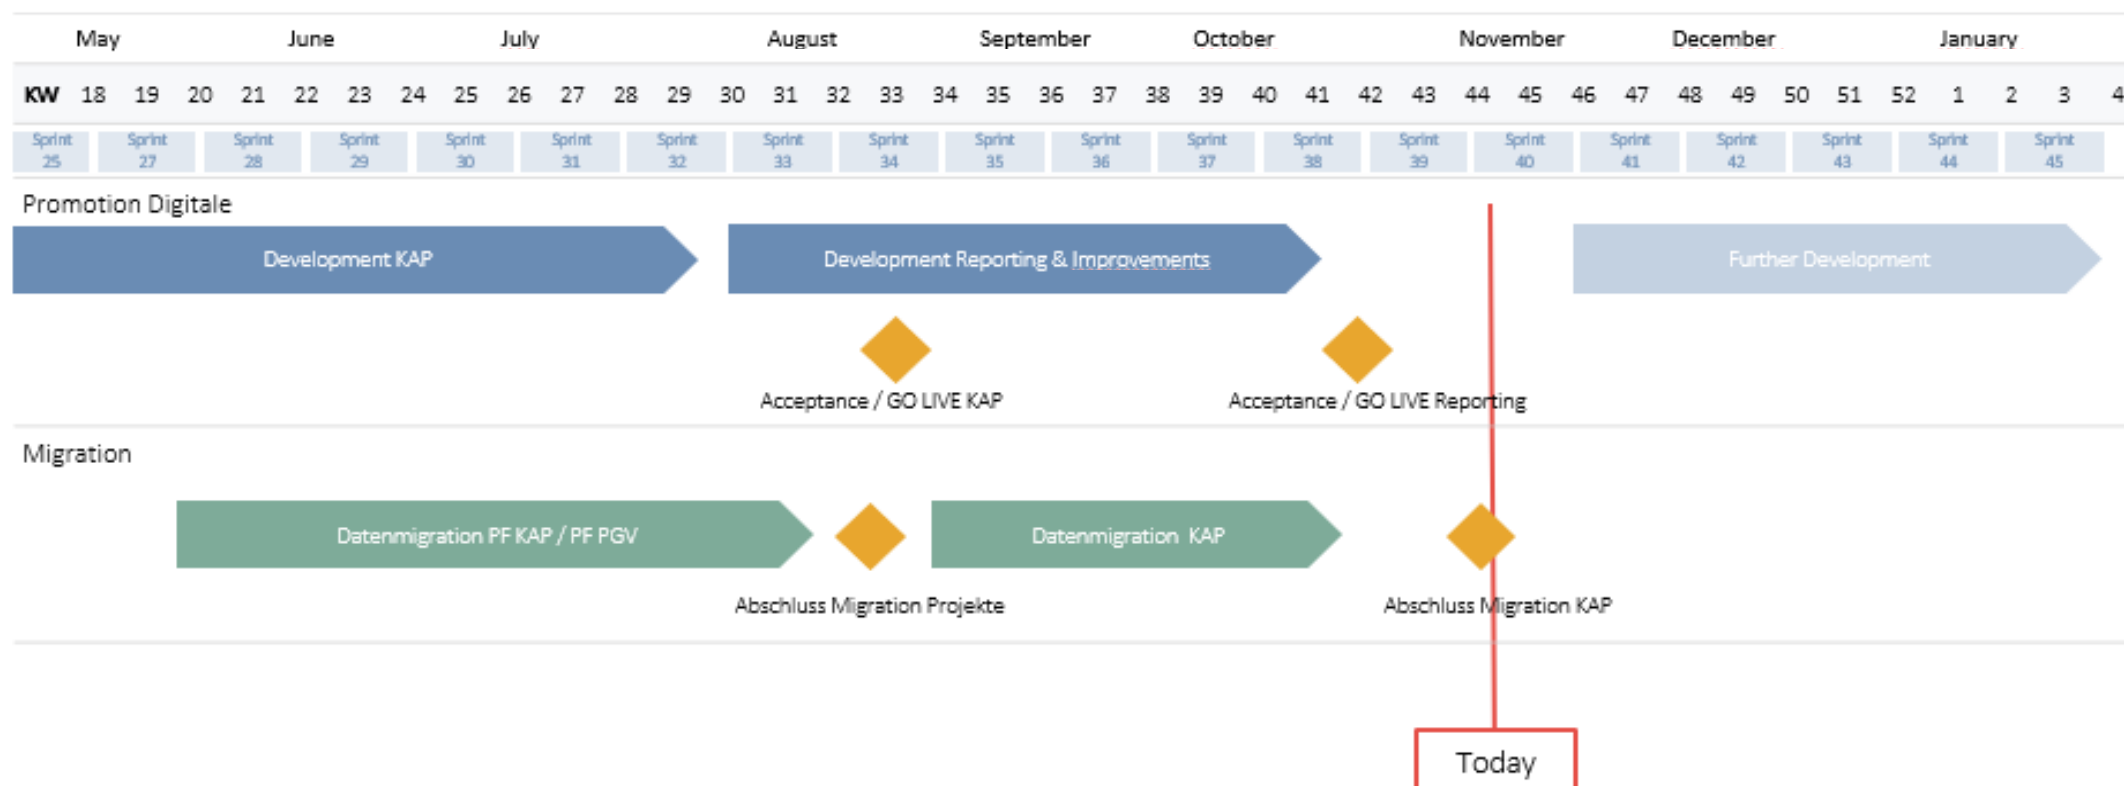 May June July August September October November December January
KW 18 19 20 21 22 23 24 25 26 27 28 29 30 31 32 33 34 35 36 37 38 39 40 41 42 43 44 45 46 47 48 49 50 51 52 1 2 3 4
Sprint Sprint Sprint Sprint Sprint Sprint Sprint Sprint Sprint Sprint Sprint Sprint Sprint Sprint Sprint Sprint Sprint Sprint Sprint Sprint
25 27 28 29 30 31 32 33 34 35 36 37 38 39 40 41 42 43 44 45
Promotion Digitale
Development KAP Development Reporting & Improvements Further Development
Acceptance / GO LIVE KAP Acceptance / GO LIVE Reporting
Migration
Datenmigration PF KAP / PF PGV Datenmigration KAP
Abschluss Migration Projekte Abschluss Migration KAP
Today